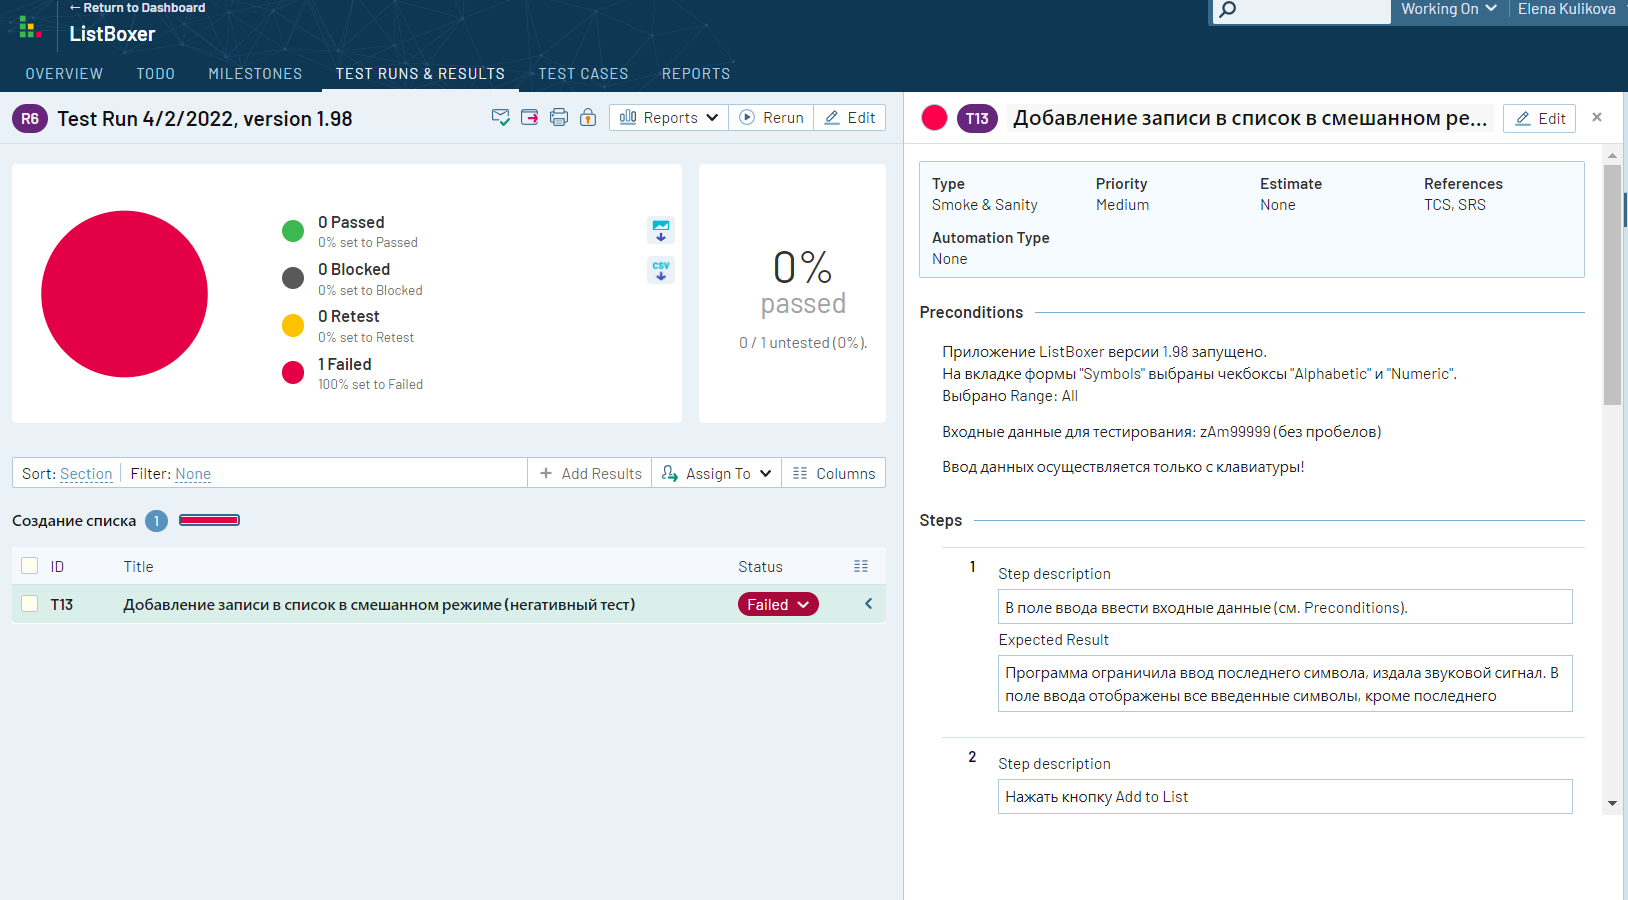 ← Return to Dashboard
ListBoxer
Working On
Elena Kulikova
OVERVIEW TODO MILESTONES TEST RUNS & RESULTS TEST CASES REPORTS
R6 Test Run 4/2/2022, version 1.98
Reports Rerun Edit
0 Passed
0% set to Passed
0 Blocked
0% set to Blocked
0 Retest
0% set to Retest
1 Failed
100% set to Failed
CSV
0%
passed
0 / 1 untested (0%).
Sort: Section Filter: None
Add Results Assign To Columns
Создание списка 1
ID Title Status
T13 Добавление записи в список в смешанном режиме (негативный тест) Failed
T13 Добавление записи в список в смешанном ре... Edit
Type Priority Estimate References
Smoke & Sanity Medium None TCS, SRS
Automation Type
None
Preconditions
Приложение ListBoxer версии 1.98 запущено.
На вкладке формы "Symbols" выбраны чекбоксы "Alphabetic" и "Numeric".
Выбрано Range: All
Входные данные для тестирования: zAm99999 (без пробелов)
Ввод данных осуществляется только с клавиатуры!
Steps
1
Step description
В поле ввода ввести входные данные (см. Preconditions).
Expected Result
Программа ограничила ввод последнего символа, издала звуковой сигнал. В
поле ввода отображены все введенные символы, кроме последнего
2
Step description
Нажать кнопку Add to List